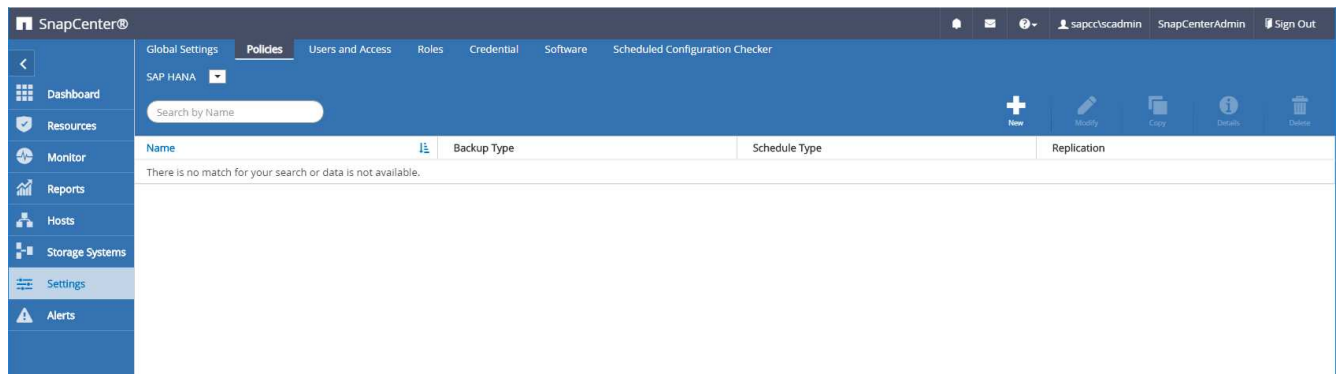 SnapCenter® sapcc\scadmin SnapCenterAdmin Sign Out
Global Settings Policies Users and Access Roles Credential Software Scheduled Configuration Checker
SAP HANA
Dashboard
Search by Name
New Modify Copy Details Delete
Resources
Name Backup Type Schedule Type Replication
Monitor
There is no match for your search or data is not available.
Reports
Hosts
Storage Systems
Settings
Alerts